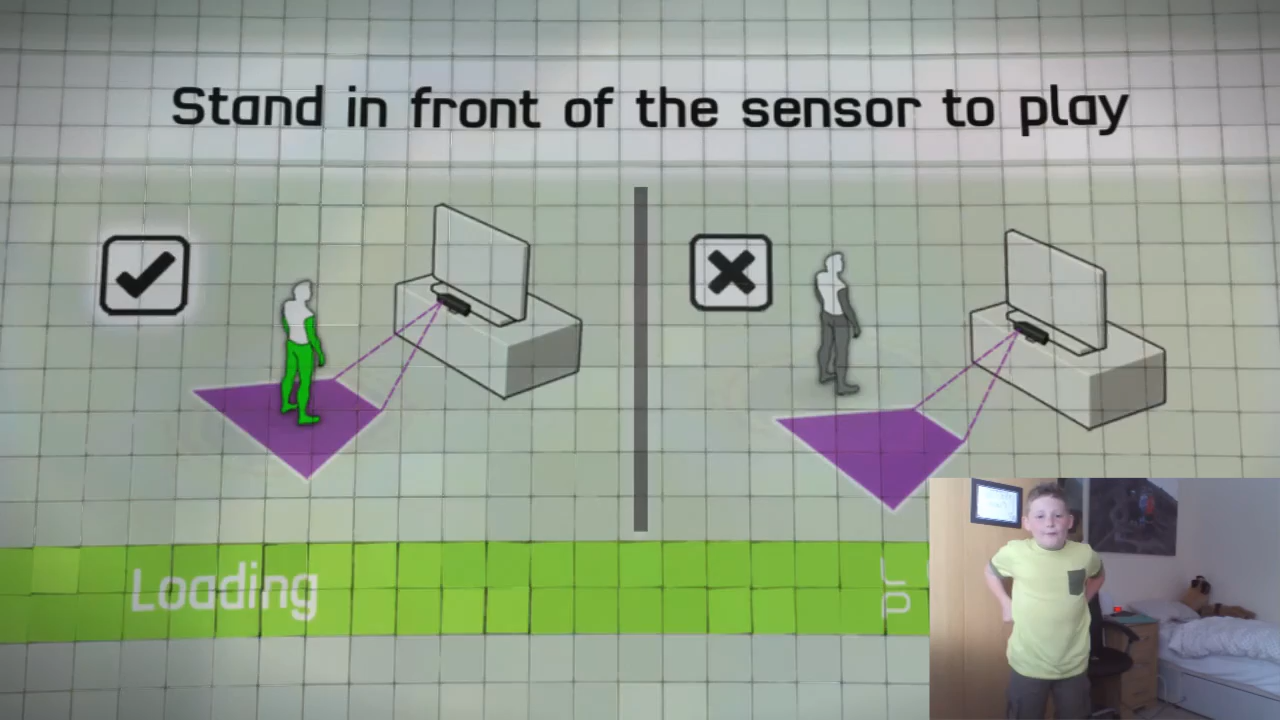 Stand in front of the sensor to play
Loading